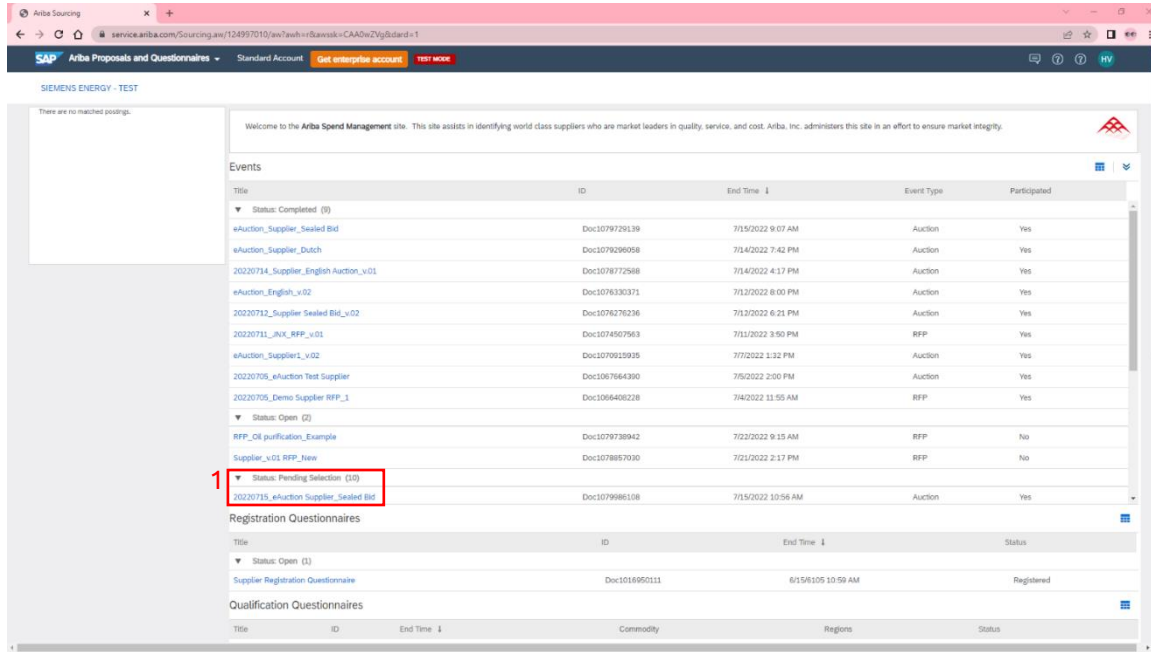 Ariba Sourcing
service.ariba.com/Sourcing.aw/124997010/aw?awh=r&awssk=CAA0wZVg&dard=1
SAP Ariba Proposals and Questionnaires Standard Account Get enterprise account TEST MODE HV
SIEMENS ENERGY - TEST
There are no matched postings.
Welcome to the Ariba Spend Management site. This site assists in identifying world class suppliers who are market leaders in quality, service, and cost. Ariba, Inc. administers this site in an effort to ensure market integrity.
Events
Title ID End Time ↓ Event Type Participated
▼ Status: Completed (9)
eAuction_Supplier_Sealed Bid Doc1079729139 7/15/2022 9:07 AM Auction Yes
eAuction_Supplier_Dutch Doc1079296058 7/14/2022 7:42 PM Auction Yes
20220714_Supplier_English Auction_v.01 Doc1078772588 7/14/2022 4:17 PM Auction Yes
eAuction_English_v.02 Doc1076330371 7/12/2022 8:00 PM Auction Yes
20220712_Supplier Sealed Bid_v.02 Doc1076276236 7/12/2022 6:21 PM Auction Yes
20220711_JNX_RFP_v.01 Doc1074507563 7/11/2022 3:50 PM RFP Yes
eAuction_Supplier1_v.02 Doc1070915935 7/7/2022 1:32 PM Auction Yes
20220705_eAuction Test Supplier Doc1067664390 7/5/2022 2:00 PM Auction Yes
20220705_Demo Supplier RFP_1 Doc1066408228 7/4/2022 11:55 AM RFP Yes
▼ Status: Open (2)
RFP_Oil purification_Example Doc1079738942 7/22/2022 9:15 AM RFP No
Supplier_v.01 RFP_New Doc1078857030 7/21/2022 2:17 PM RFP No
1 ▼ Status: Pending Selection (10)
20220715_eAuction Supplier_Sealed Bid Doc1079986108 7/15/2022 10:56 AM Auction Yes
Registration Questionnaires
Title ID End Time ↓ Status
▼ Status: Open (1)
Supplier Registration Questionnaire Doc1016950111 6/15/6105 10:59 AM Registered
Qualification Questionnaires
Title ID End Time ↓ Commodity Regions Status